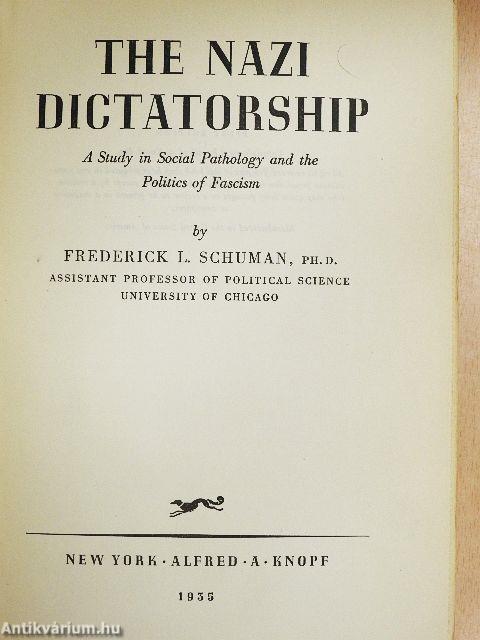 THE NAZI
DICTATORSHIP
A Study in Social Pathology and the
Politics of Fascism
by
FREDERICK L. SCHUMAN, PH.D.
ASSISTANT PROFESSOR OF POLITICAL SCIENCE
UNIVERSITY OF CHICAGO
NEW YORK · ALFRED · A · KNOPF
1935
Antikvárium.hu